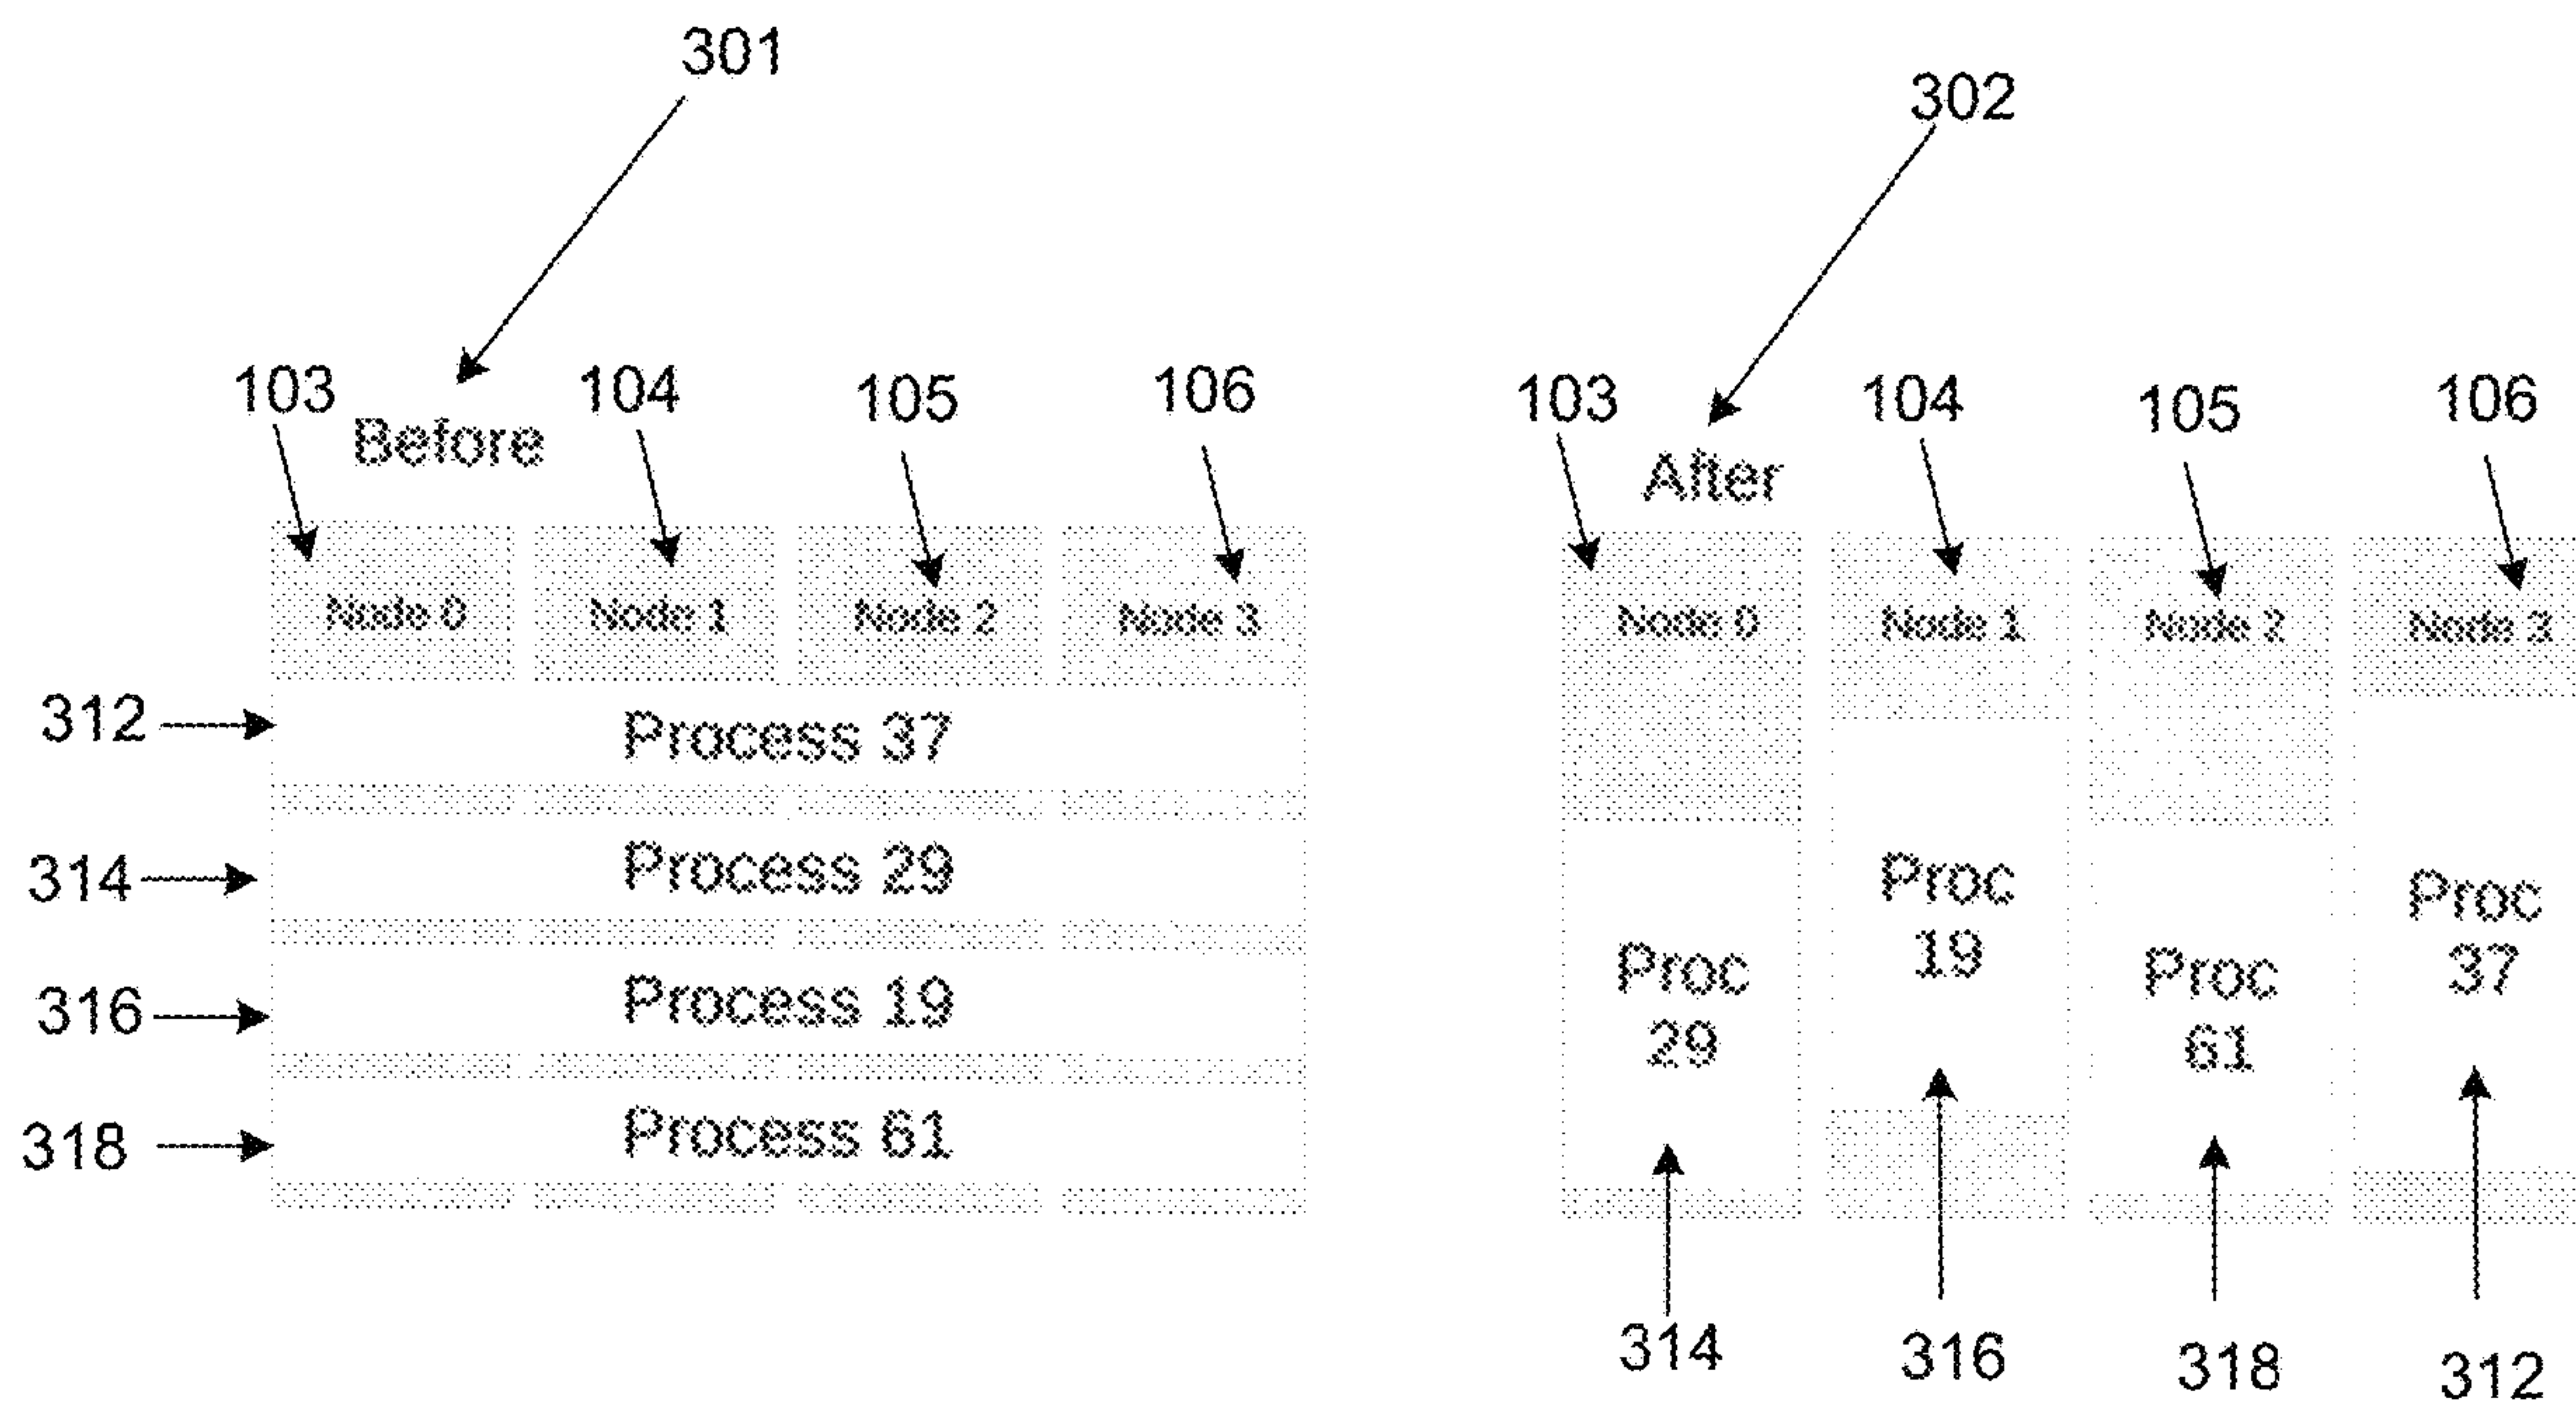 301
103
104
105
106
Before
Node 0
Node 1
Node 2
Node 3
312
Process 37
314
Process 29
316
Process 19
318
Process 61
302
103
104
105
106
After
Node 0
Node 1
Node 2
Node 3
Proc
29
Proc
19
Proc
61
Proc
37
314
316
318
312